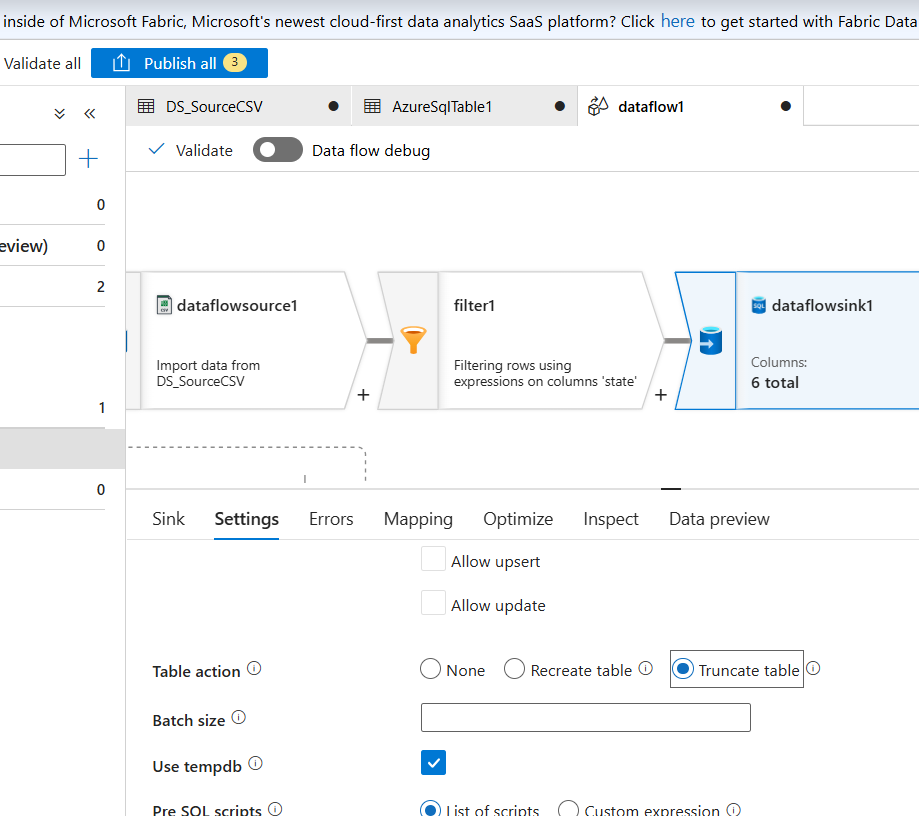 inside of Microsoft Fabric, Microsoft's newest cloud-first data analytics SaaS platform? Click here to get started with Fabric Data
Validate all Publish all 3
DS_SourceCSV AzureSqlTable1 dataflow1
Validate Data flow debug
0
eview) 0
2
dataflowsource1 filter1 SQL dataflowsink1
Import data from
DS_SourceCSV
Filtering rows using
expressions on columns 'state'
Columns:
6 total
1
0
Sink Settings Errors Mapping Optimize Inspect Data preview
Allow upsert
Allow update
Table action None Recreate table Truncate table
Batch size
Use tempdb
Pre SQL scripts List of scripts Custom expression